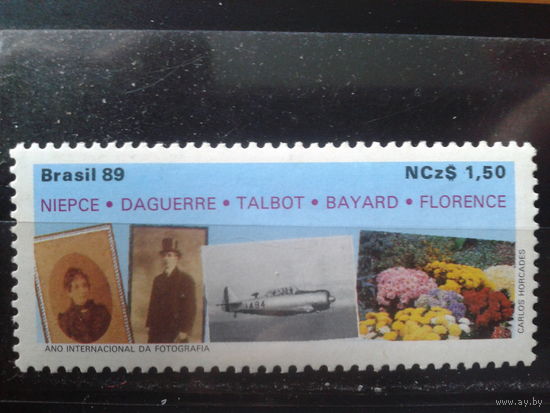 Brasil 89 NCz$ 1,50
NIEPCE • DAGUERRE • TALBOT • BAYARD • FLORENCE
1484
ANO INTERNACIONAL DA FOTOGRAFIA
CARLOS HORCADES
www.ay.by